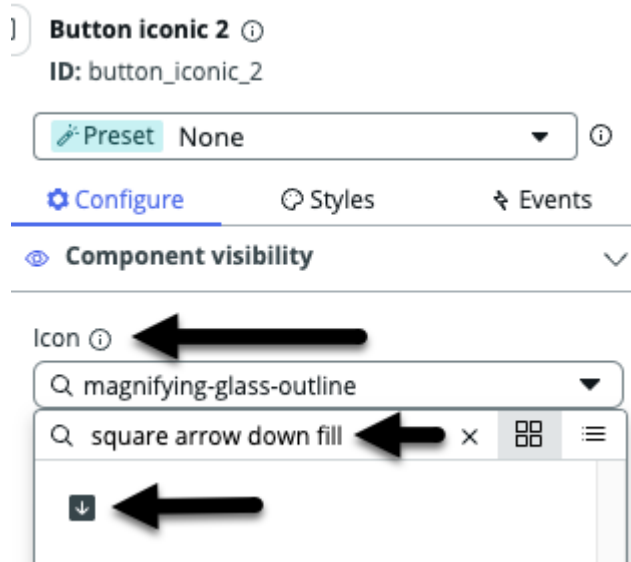 Button iconic 2
ID: button_iconic_2
Preset None
Configure Styles Events
Component visibility
Icon
magnifying-glass-outline
square arrow down fill